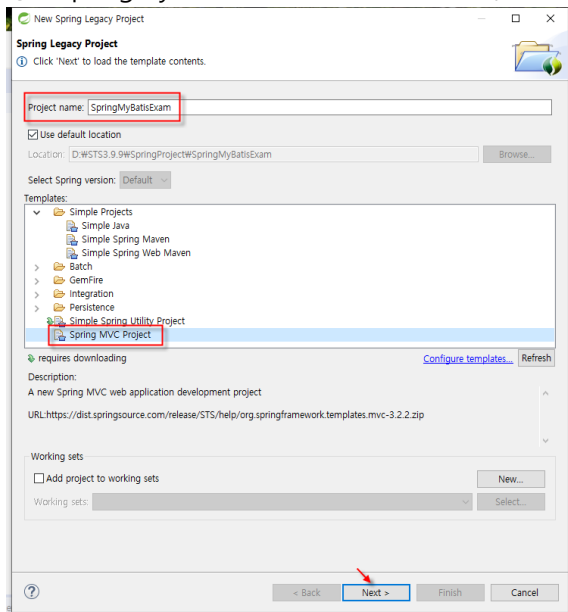 New Spring Legacy Project
Spring Legacy Project
Click 'Next' to load the template contents.
Project name: SpringMyBatisExam
Use default location
Location: D:₩STS3.9.9₩SpringProject₩SpringMyBatisExam Browse...
Select Spring version: Default
Templates:
Simple Projects
Simple Java
Simple Spring Maven
Simple Spring Web Maven
Batch
GemFire
Integration
Persistence
Simple Spring Utility Project
Spring MVC Project
requires downloading Configure templates... Refresh
Description:
A new Spring MVC web application development project
URL:https://dist.springsource.com/release/STS/help/org.springframework.templates.mvc-3.2.2.zip
Working sets
Add project to working sets New...
Working sets: Select...
< Back Next > Finish Cancel